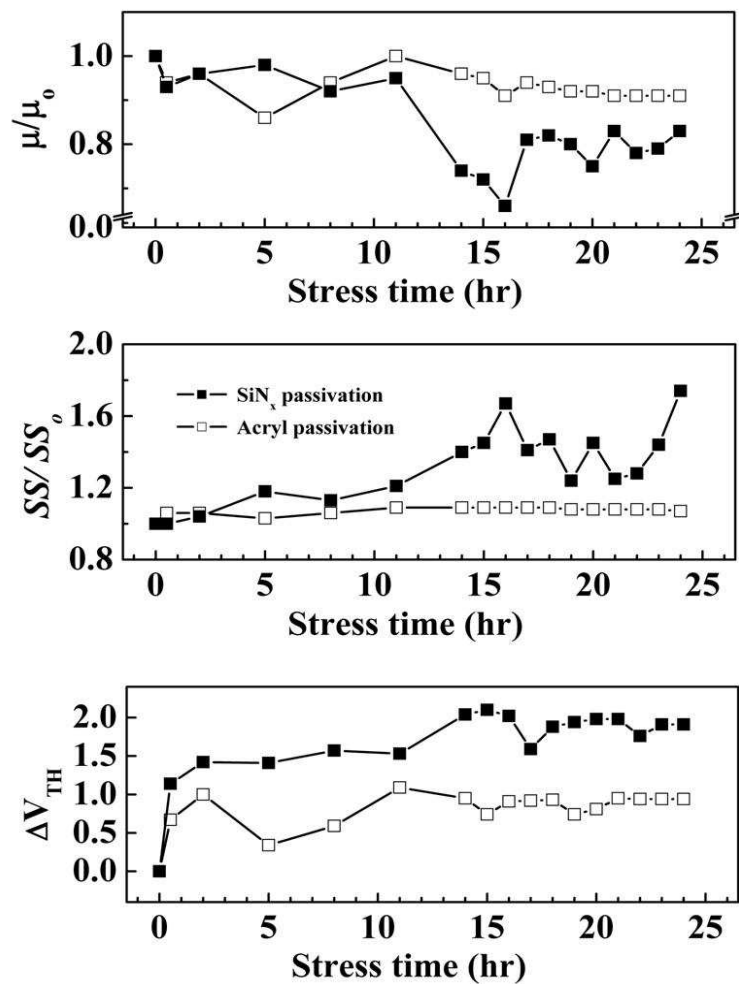 μ/μo
1.0
0.8
0.0
0 5 10 15 20 25
Stress time (hr)
SS/ SSo
2.0
1.6
1.2
0.8
SiNx passivation
Acryl passivation
0 5 10 15 20 25
Stress time (hr)
ΔVTH
2.0
1.5
1.0
0.5
0.0
0 5 10 15 20 25
Stress time (hr)